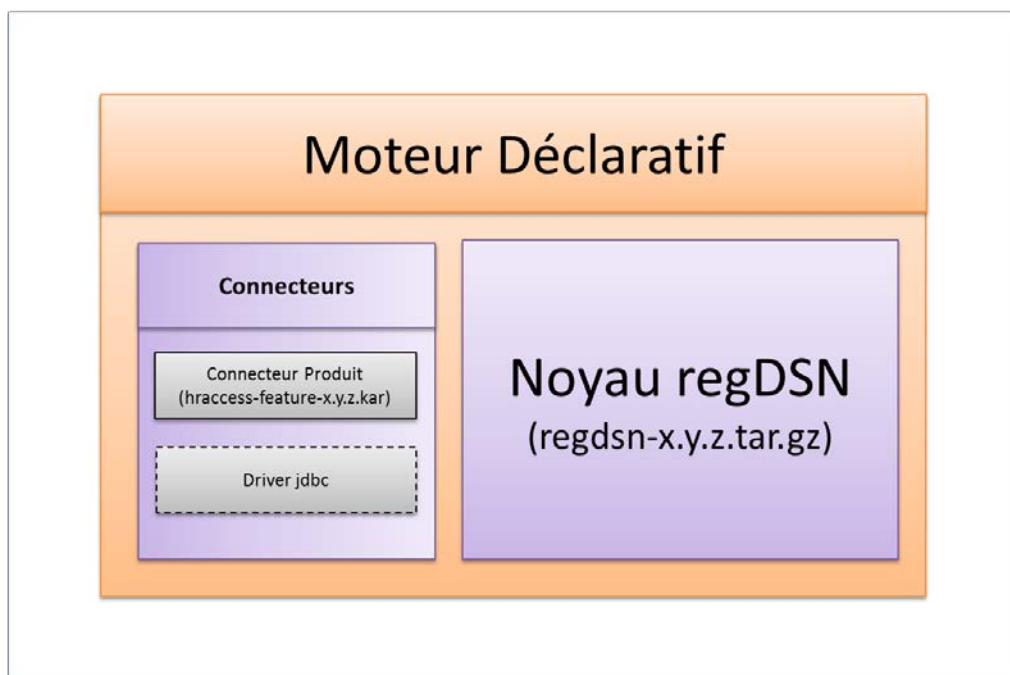 Moteur Déclaratif
Connecteurs
Connecteur Produit
(hraccess-feature-x.y.z.kar)
Driver jdbc
Noyau regDSN
(regdsn-x.y.z.tar.gz)